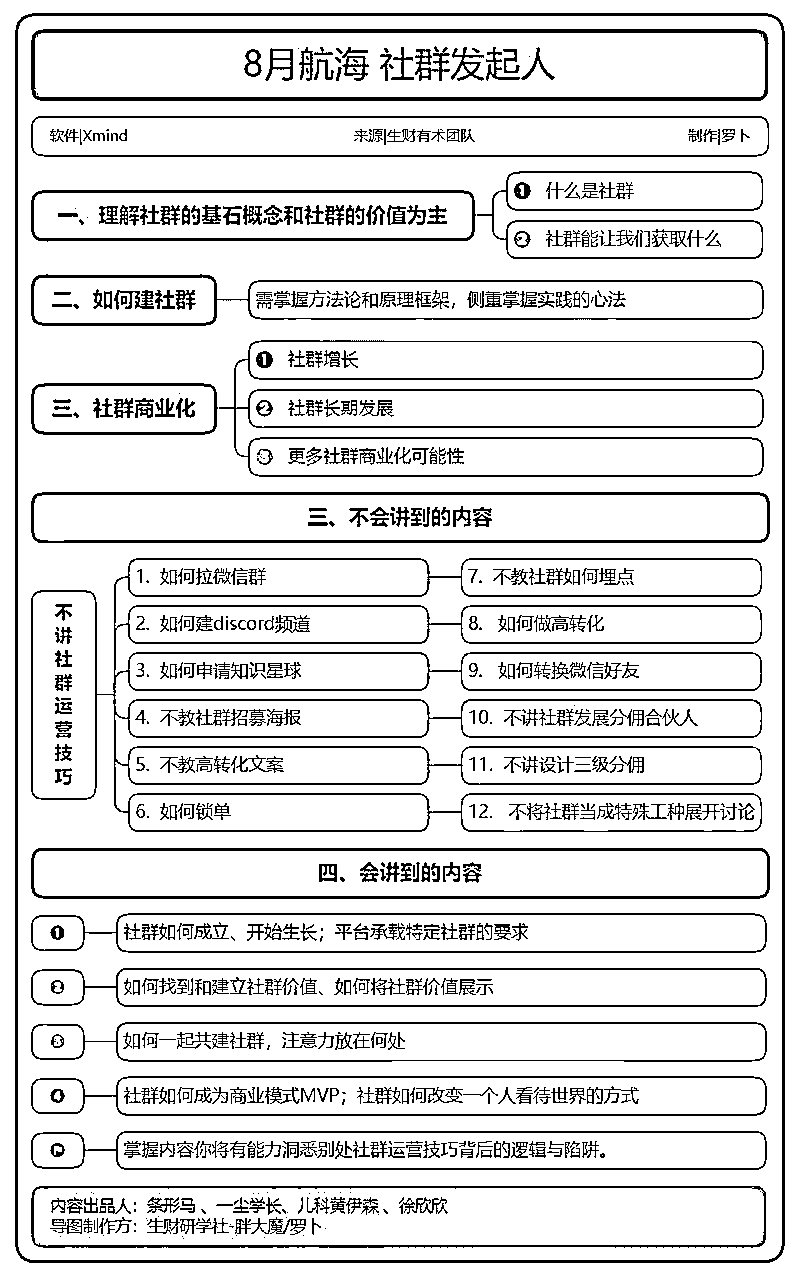 8月航海 社群发起人
软件|Xmind 来源|生财有术团队 制作|罗卜
一、理解社群的基石概念和社群的价值为主
❶ 什么是社群
❷ 社群能让我们获取什么
二、如何建社群
需掌握方法论和原理框架，侧重掌握实践的心法
三、社群商业化
❶ 社群增长
❷ 社群长期发展
❸ 更多社群商业化可能性
三、不会讲到的内容
不讲社群运营技巧
1. 如何拉微信群
2. 如何建discord频道
3. 如何申请知识星球
4. 不教社群招募海报
5. 不教高转化文案
6. 如何锁单
7. 不教社群如何埋点
8. 如何做高转化
9. 如何转换微信好友
10. 不讲社群发展分佣合伙人
11. 不讲设计三级分佣
12. 不将社群当成特殊工种展开讨论
四、会讲到的内容
❶ 社群如何成立、开始生长；平台承载特定社群的要求
❷ 如何找到和建立社群价值、如何将社群价值展示
❸ 如何一起共建社群，注意力放在何处
❹ 社群如何成为商业模式MVP；社群如何改变一个人看待世界的方式
❺ 掌握内容你将有能力洞悉别处社群运营技巧背后的逻辑与陷阱。
内容出品人：条形马 、一尘学长、儿科黄伊森 、徐欣欣
导图制作方：生财研学社-胖大魔/罗卜